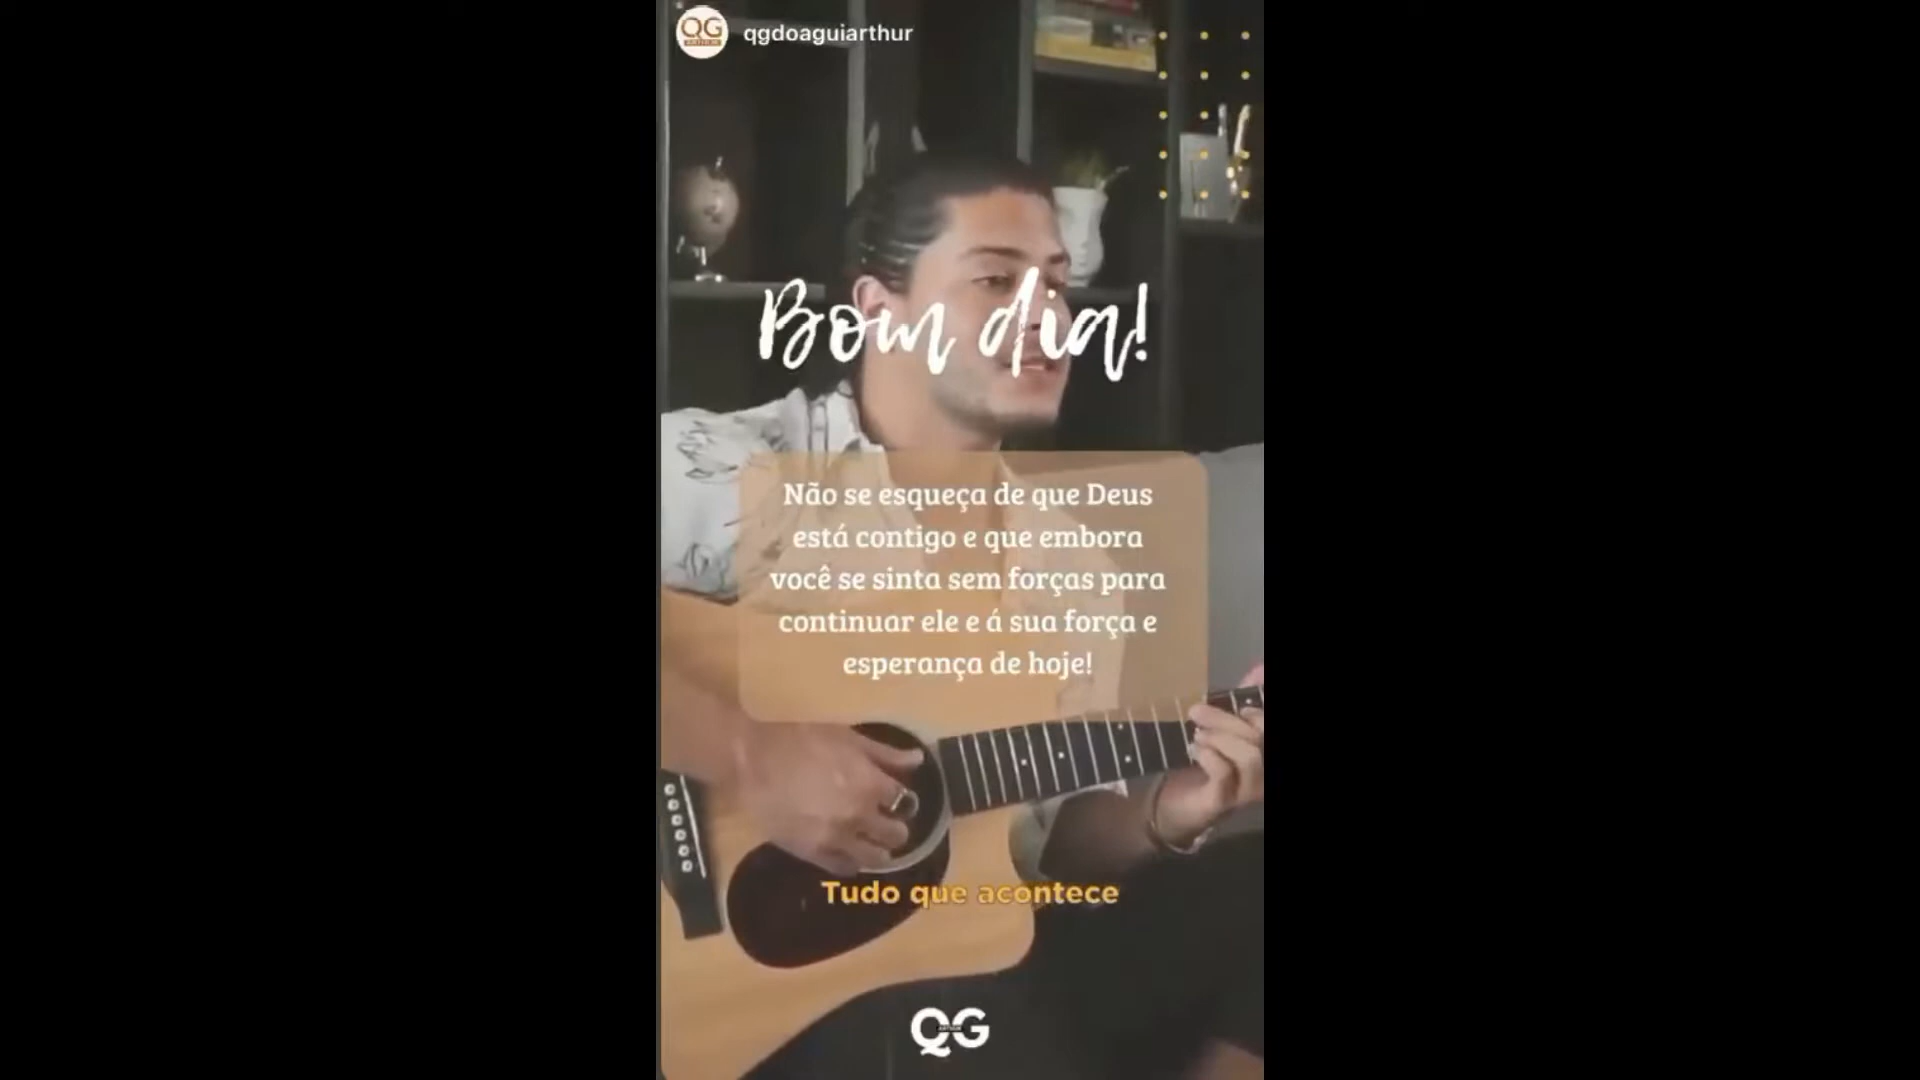 QG
qgdoaguiarthur
Bom dia!
Não se esqueça de que Deus
está contigo e que embora
você se sinta sem forças para
continuar ele e á sua força e
esperança de hoje!
Tudo que acontece
QG